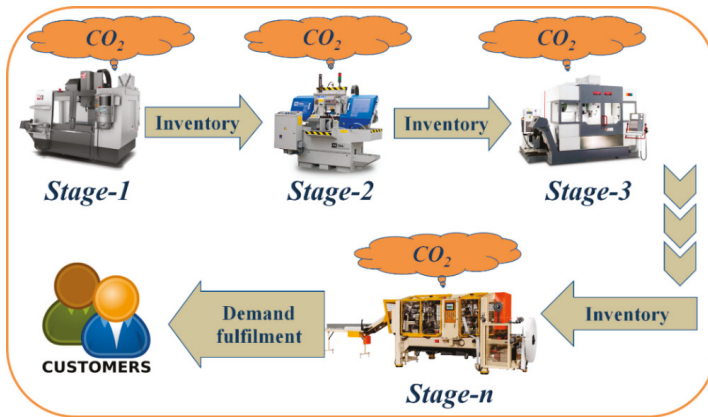 CO2
CO2
CO2
Inventory
Inventory
Stage-1
Stage-2
Stage-3
CO2
Demand
fulfilment
Inventory
CUSTOMERS
Stage-n